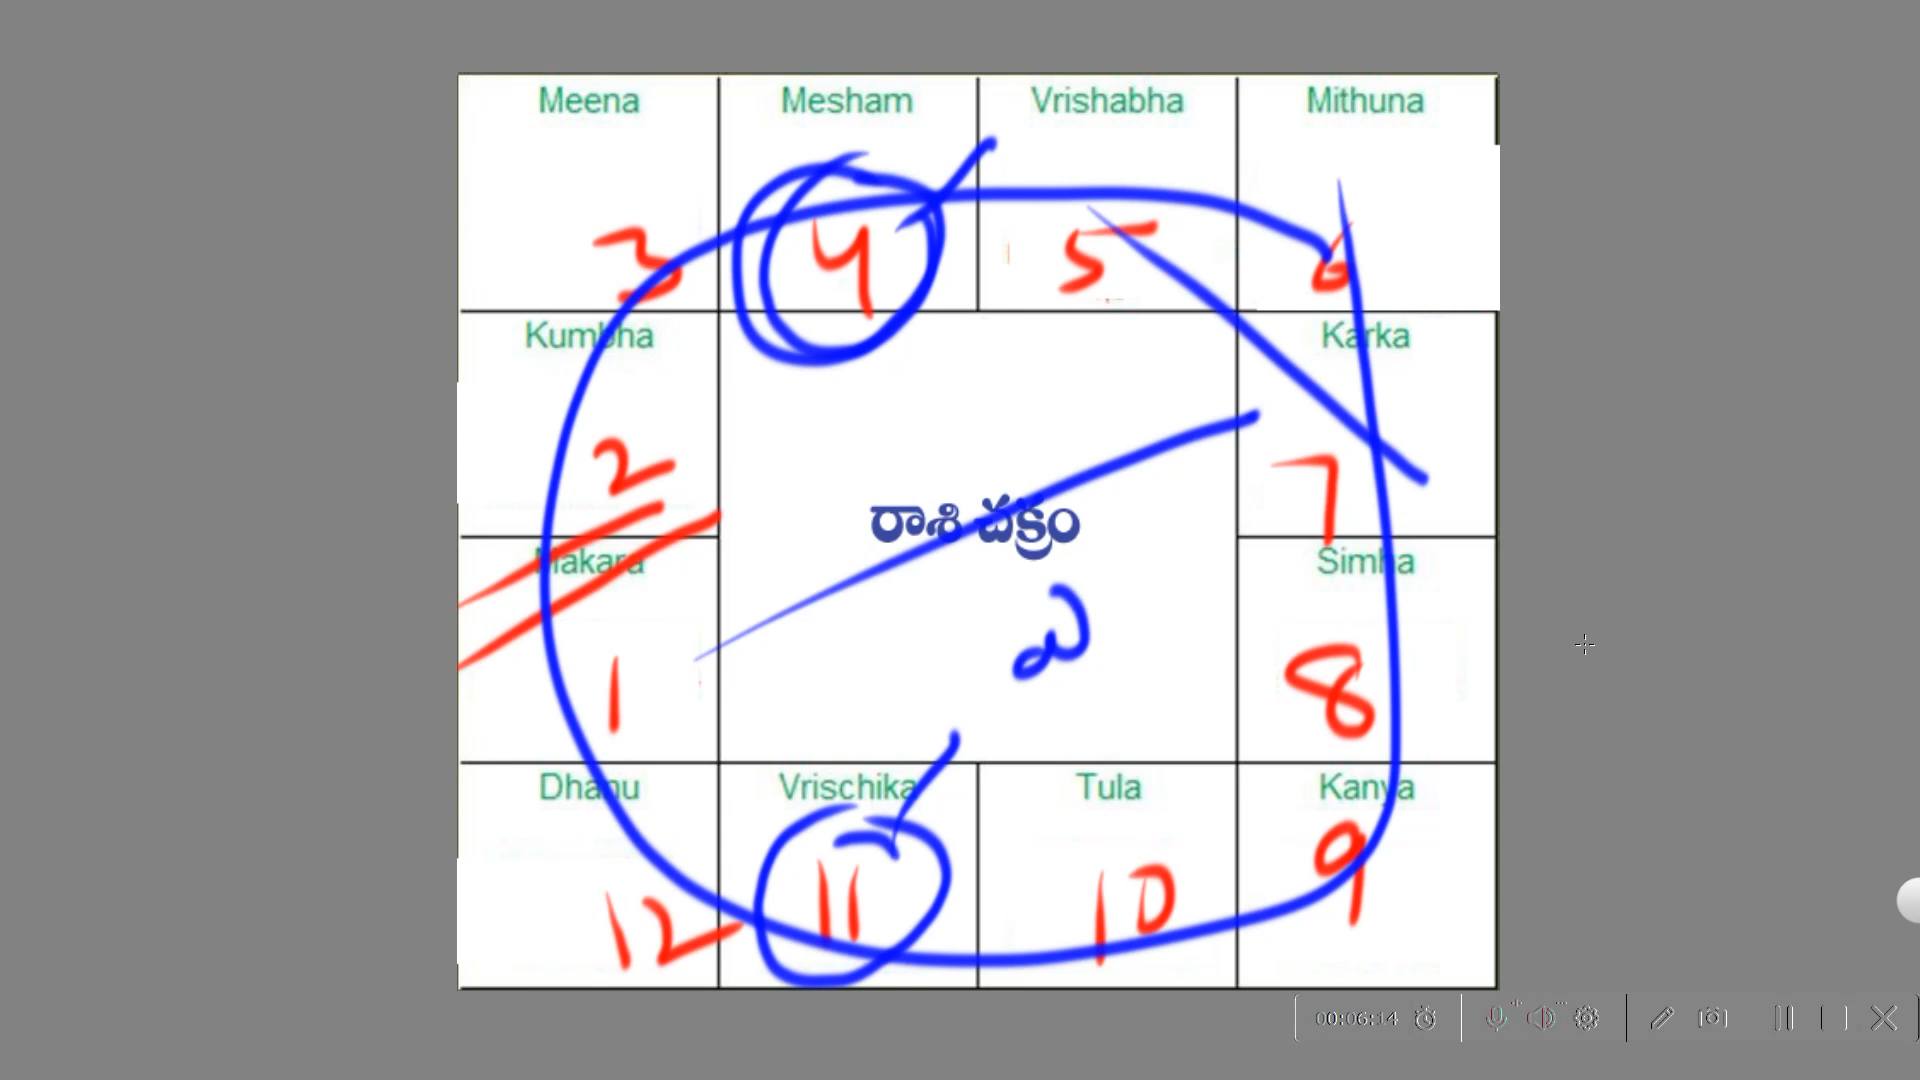 Meena Mesham Vrishabha Mithuna
3 4 5 6
Kumbha Karka
2 7
రాశి చక్రం
Makara Simha
1 8
Dhanu Vrischika Tula Kanya
12 11 10 9
00:06:14